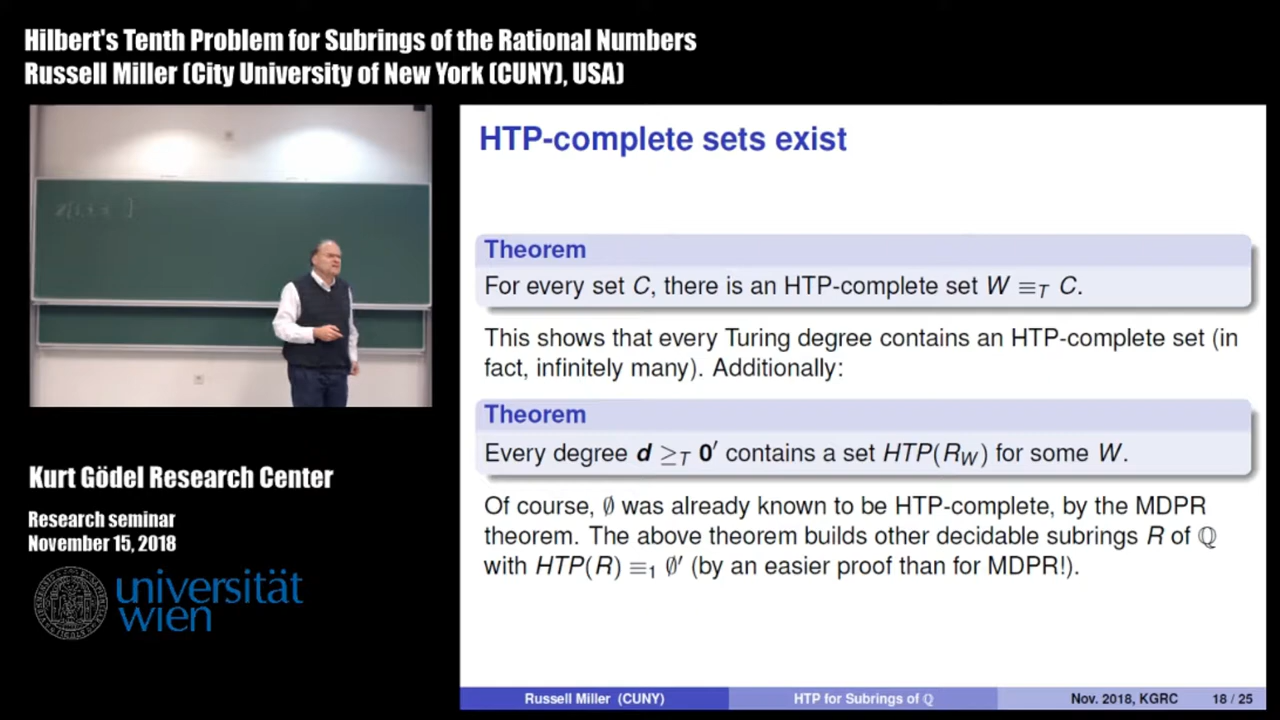 Hilbert's Tenth Problem for Subrings of the Rational Numbers
Russell Miller (City University of New York (CUNY), USA)
HTP-complete sets exist
Theorem
For every set C, there is an HTP-complete set W ≡T C.
This shows that every Turing degree contains an HTP-complete set (in
fact, infinitely many). Additionally:
Theorem
Every degree d ≥T 0′ contains a set HTP(RW) for some W.
Of course, ∅ was already known to be HTP-complete, by the MDPR
theorem. The above theorem builds other decidable subrings R of ℚ
with HTP(R) ≡1 ∅′ (by an easier proof than for MDPR!).
Kurt Gödel Research Center
Research seminar
November 15, 2018
universität
wien
Russell Miller (CUNY)
HTP for Subrings of ℚ
Nov. 2018, KGRC
18 / 25